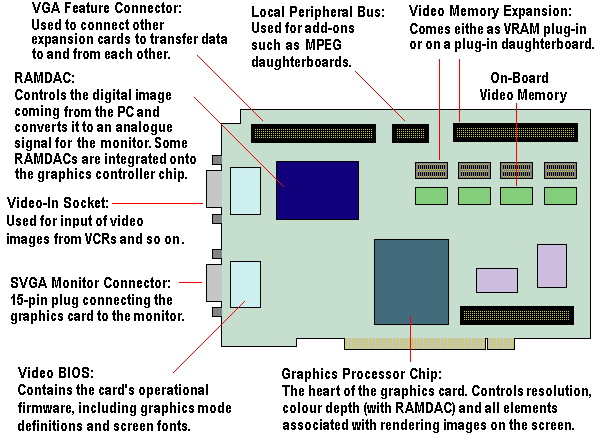 VGA Feature Connector:
Used to connect other
expansion cards to transfer data
to and from each other.
Local Peripheral Bus:
Used for add-ons
such as MPEG
daughterboards.
Video Memory Expansion:
Comes eithe as VRAM plug-in
or on a plug-in daughterboard.
On-Board
Video Memory
RAMDAC:
Controls the digital image
coming from the PC and
converts it to an analogue
signal for the monitor. Some
RAMDACs are integrated onto
the graphics controller chip.
Video-In Socket:
Used for input of video
images from VCRs and so on.
SVGA Monitor Connector:
15-pin plug connecting the
graphics card to the monitor.
Video BIOS:
Contains the card's operational
firmware, including graphics mode
definitions and screen fonts.
Graphics Processor Chip:
The heart of the graphics card. Controls resolution,
colour depth (with RAMDAC) and all elements
associated with rendering images on the screen.